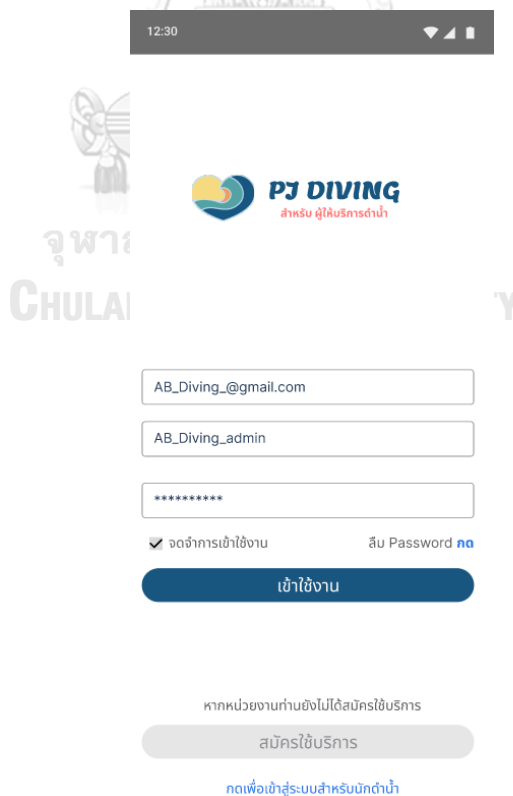 12:30
PJ DIVING
สำหรับ ผู้ให้บริการดำน้ำ
จุฬา
CHULA
Y
AB_Diving_@gmail.com
AB_Diving_admin
**********
จดจำการเข้าใช้งาน
ลืม Password กด
เข้าใช้งาน
หากหน่วยงานท่านยังไม่ได้สมัครใช้บริการ
สมัครใช้บริการ
กดเพื่อเข้าสู่ระบบสำหรับนักดำน้ำ